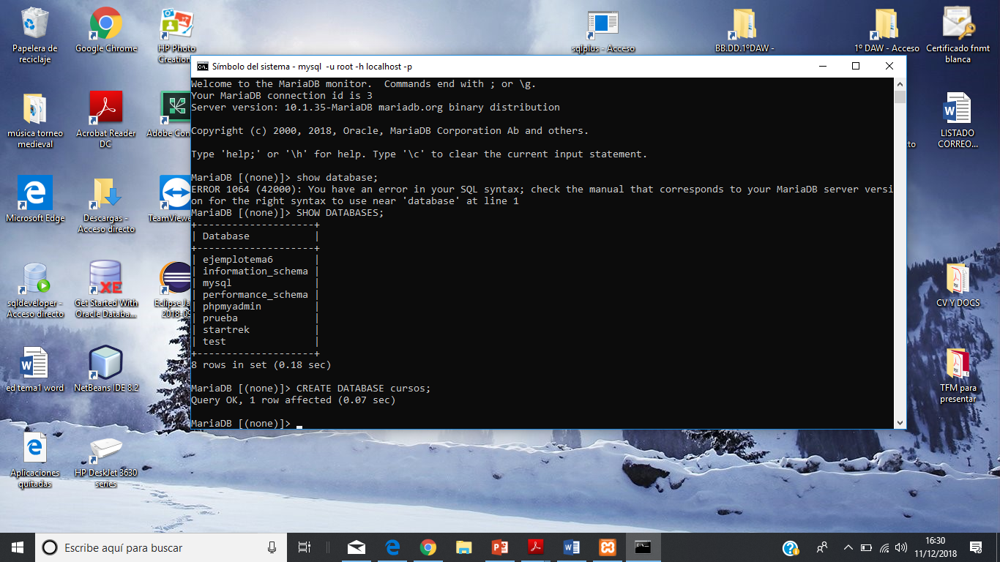 Papelera de
reciclaje
Google Chrome
HP Photo
Creation
sqlplus - Acceso
BB.DD.1ºDAW -
1º DAW - Acceso
Certificado fnmt
blanca
música torneo
medieval
Acrobat Reader
DC
Adobe Con
LISTADO
CORREO...
to
Microsoft Edge
Descargas -
Acceso directo
TeamViewe
sqldeveloper -
Acceso directo
XE
Get Started With
Oracle Databa...
Eclipse Ja
2018-09
CV Y DOCS
ed tema1 word
NetBeans IDE 8.2
TFM para
presentar
Aplicaciones
quitadas
HP DeskJet 3630
series
Símbolo del sistema - mysql  -u root -h localhost -p
Welcome to the MariaDB monitor.  Commands end with ; or \g.
Your MariaDB connection id is 3
Server version: 10.1.35-MariaDB mariadb.org binary distribution
Copyright (c) 2000, 2018, Oracle, MariaDB Corporation Ab and others.
Type 'help;' or '\h' for help. Type '\c' to clear the current input statement.
MariaDB [(none)]> show database;
ERROR 1064 (42000): You have an error in your SQL syntax; check the manual that corresponds to your MariaDB server versi
on for the right syntax to use near 'database' at line 1
MariaDB [(none)]> SHOW DATABASES;
+--------------------+
| Database           |
+--------------------+
| ejemplotema6       |
| information_schema |
| mysql              |
| performance_schema |
| phpmyadmin         |
| prueba             |
| startrek           |
| test               |
+--------------------+
8 rows in set (0.18 sec)
MariaDB [(none)]> CREATE DATABASE cursos;
Query OK, 1 row affected (0.07 sec)
MariaDB [(none)]>
Escribe aquí para buscar
16:30
11/12/2018